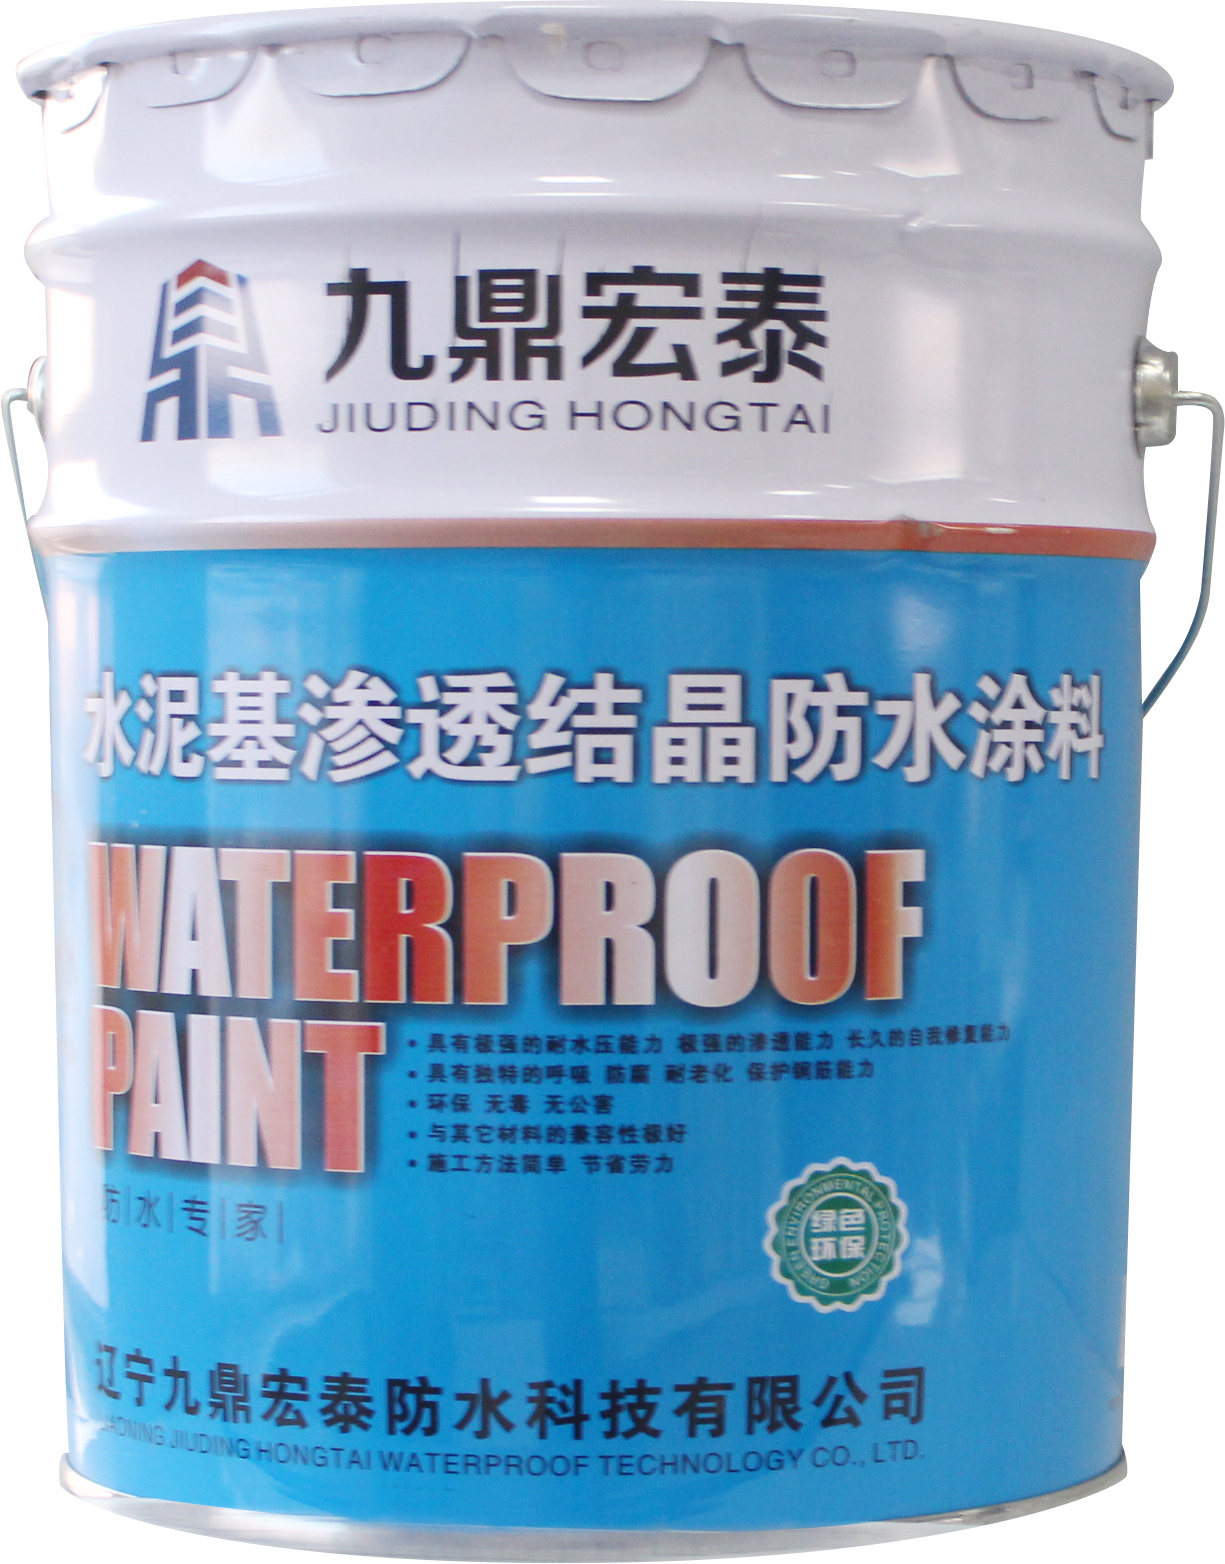 九鼎宏泰
JIUDING HONGTAI
水泥基渗透结晶防水涂料
WATERPROOF
PAINT
• 具有极强的耐水压能力 极强的渗透能力 长久的自我修复能力
• 具有独特的呼吸 防腐 耐老化 保护钢筋能力
• 环保 无毒 无公害
• 与其它材料的兼容性极好
• 施工方法简单 节省劳力
防|水|专|家|
GREEN ENVIRONMENTAL PROTECTION
绿色
环保
辽宁九鼎宏泰防水科技有限公司
LIAONING JIUDING HONGTAI WATERPROOF TECHNOLOGY CO., LTD.